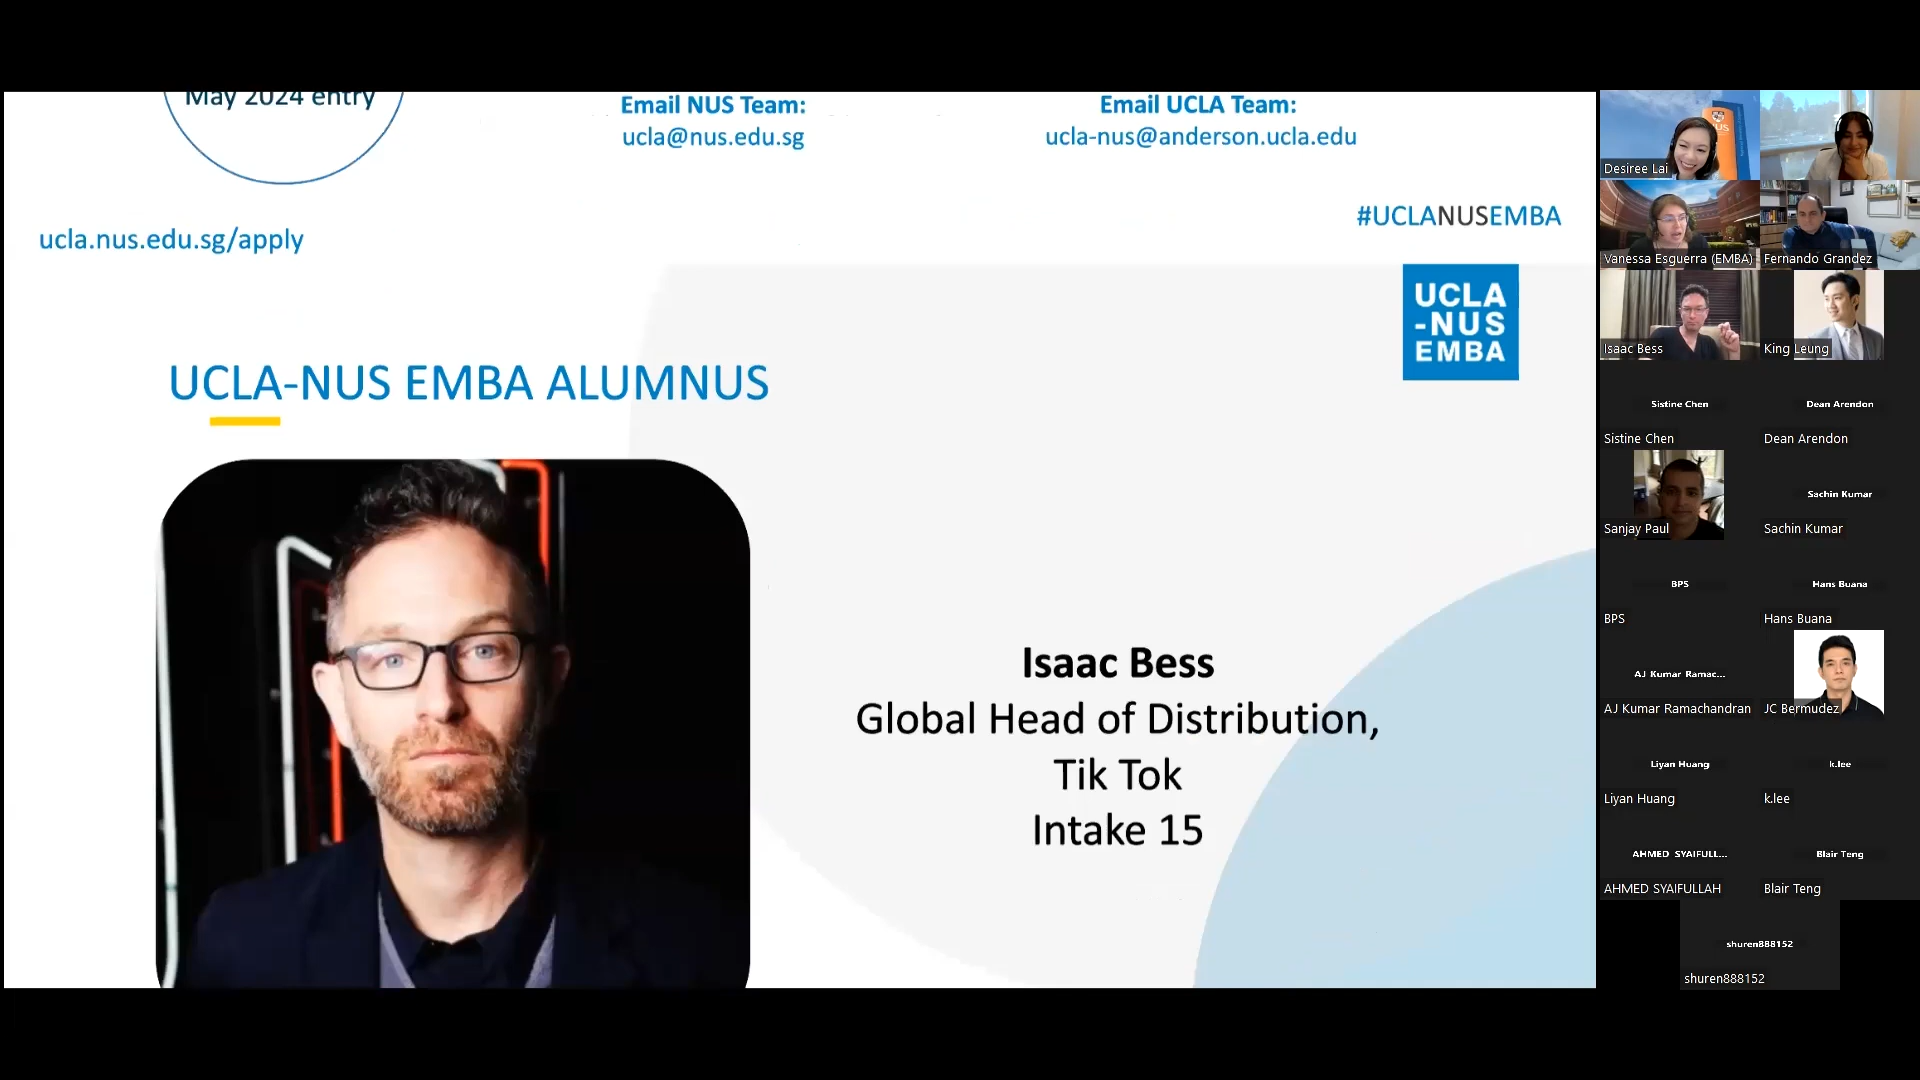 May 2024 entry
Email NUS Team:
ucla@nus.edu.sg
Email UCLA Team:
ucla-nus@anderson.ucla.edu
ucla.nus.edu.sg/apply
#UCLANUSEMBA
UCLA
-NUS
EMBA
UCLA-NUS EMBA ALUMNUS
Isaac Bess
Global Head of Distribution,
Tik Tok
Intake 15
NUS
Desiree Lai
Vanessa Esguerra (EMBA)
Fernando Grandez
Isaac Bess
King Leung
Sistine Chen
Dean Arendon
Sistine Chen
Dean Arendon
Sachin Kumar
Sanjay Paul
Sachin Kumar
BPS
Hans Buana
BPS
Hans Buana
AJ Kumar Ramac...
AJ Kumar Ramachandran
JC Bermudez
Liyan Huang
k.lee
Liyan Huang
k.lee
AHMED SYAIFULL...
Blair Teng
AHMED SYAIFULLAH
Blair Teng
shuren888152
shuren888152